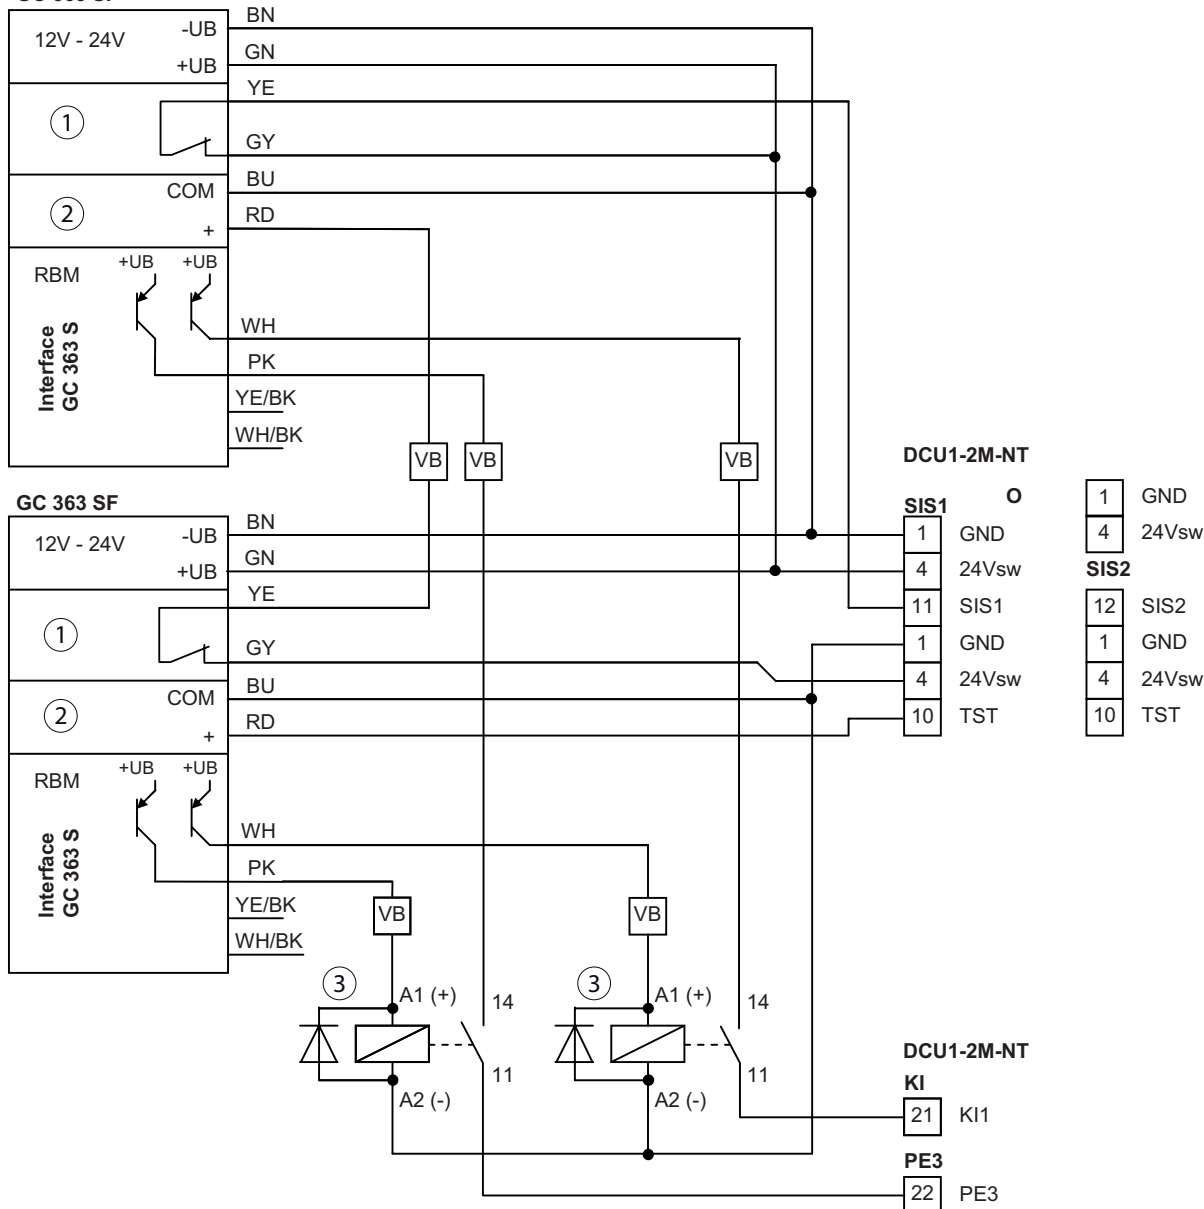 12V - 24V
-UB
BN
+UB
GN
1
YE
GY
2
COM
BU
+
RD
RBM
+UB
+UB
Interface
GC 363 S
WH
PK
YE/BK
WH/BK
VB
VB
VB
GC 363 SF
12V - 24V
-UB
BN
+UB
GN
1
YE
GY
2
COM
BU
+
RD
RBM
+UB
+UB
Interface
GC 363 S
WH
PK
YE/BK
WH/BK
VB
VB
3
A1 (+)
14
11
A2 (-)
3
A1 (+)
14
11
A2 (-)
DCU1-2M-NT
SIS1
O
1 GND
4 24Vsw
11 SIS1
1 GND
4 24Vsw
10 TST
1 GND
4 24Vsw
SIS2
12 SIS2
1 GND
4 24Vsw
10 TST
DCU1-2M-NT
KI
21 KI1
PE3
22 PE3